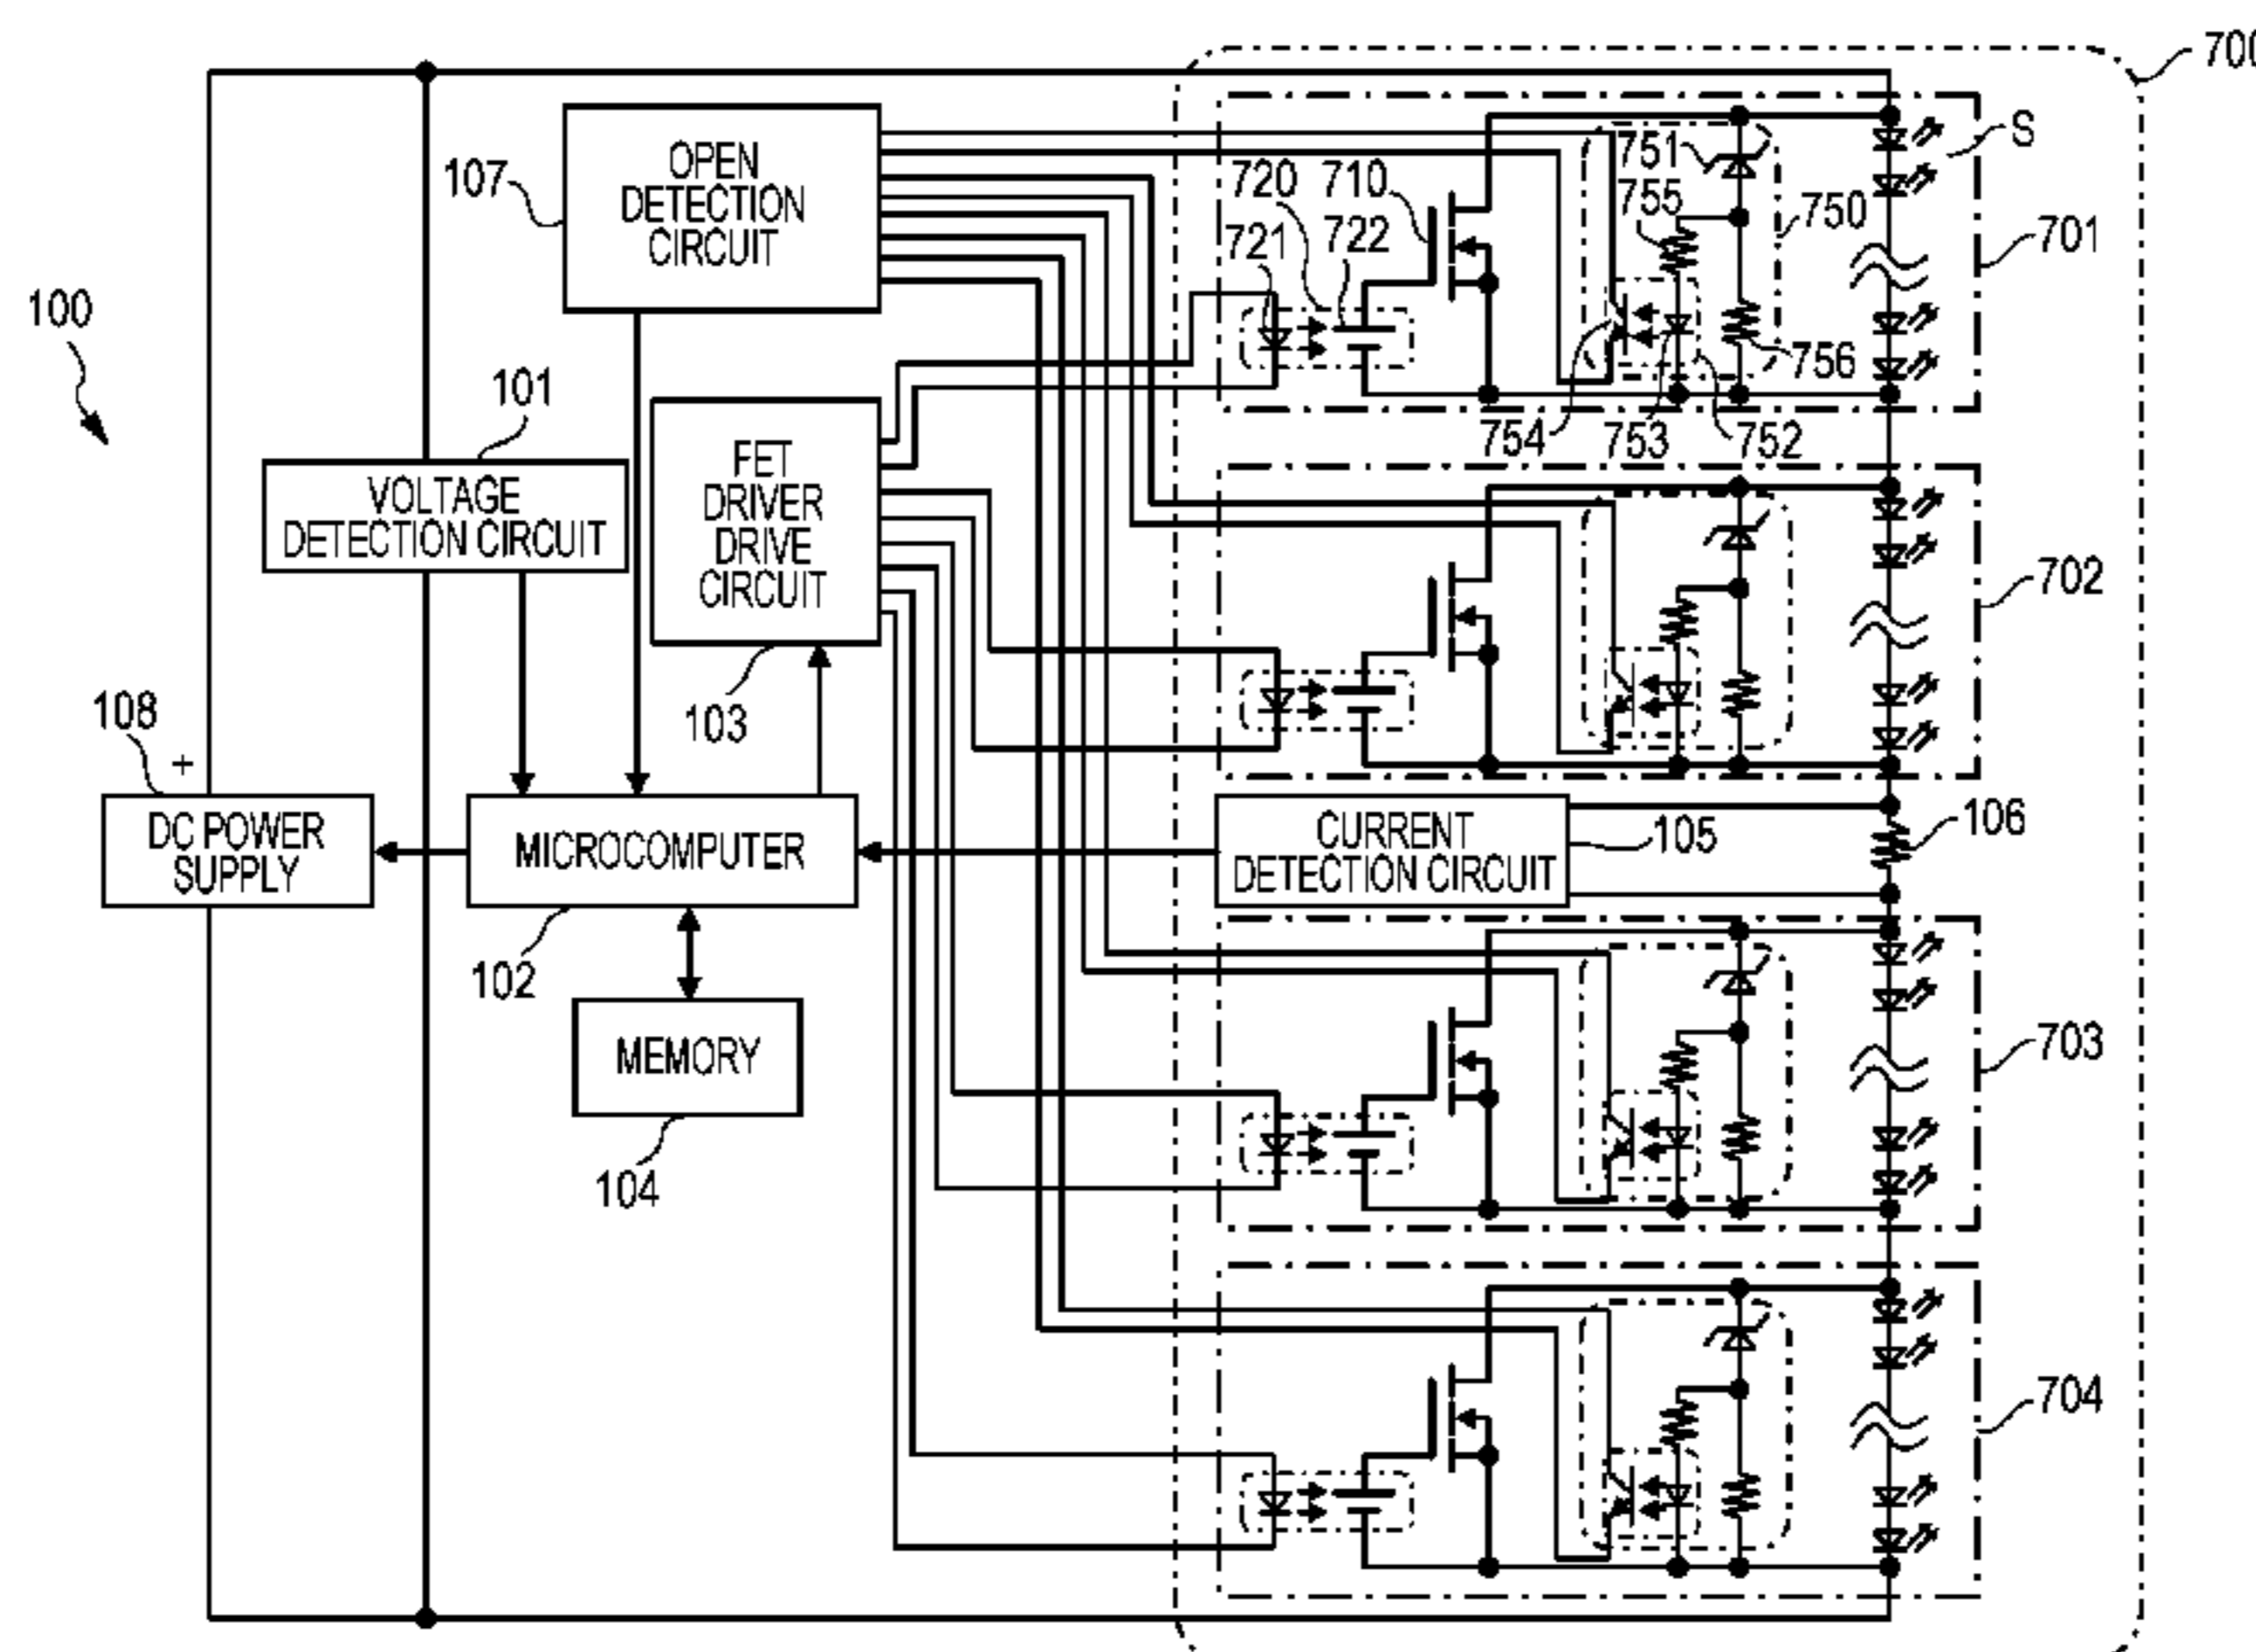 700
OPEN
DETECTION
CIRCUIT
107
S
751
720
710
755
750
721
722
701
100
756
101
754
753
752
FET
DRIVER
DRIVE
CIRCUIT
VOLTAGE
DETECTION CIRCUIT
702
108
103
+
DC POWER
SUPPLY
MICROCOMPUTER
CURRENT
DETECTION CIRCUIT
105
106
102
MEMORY
703
104
704